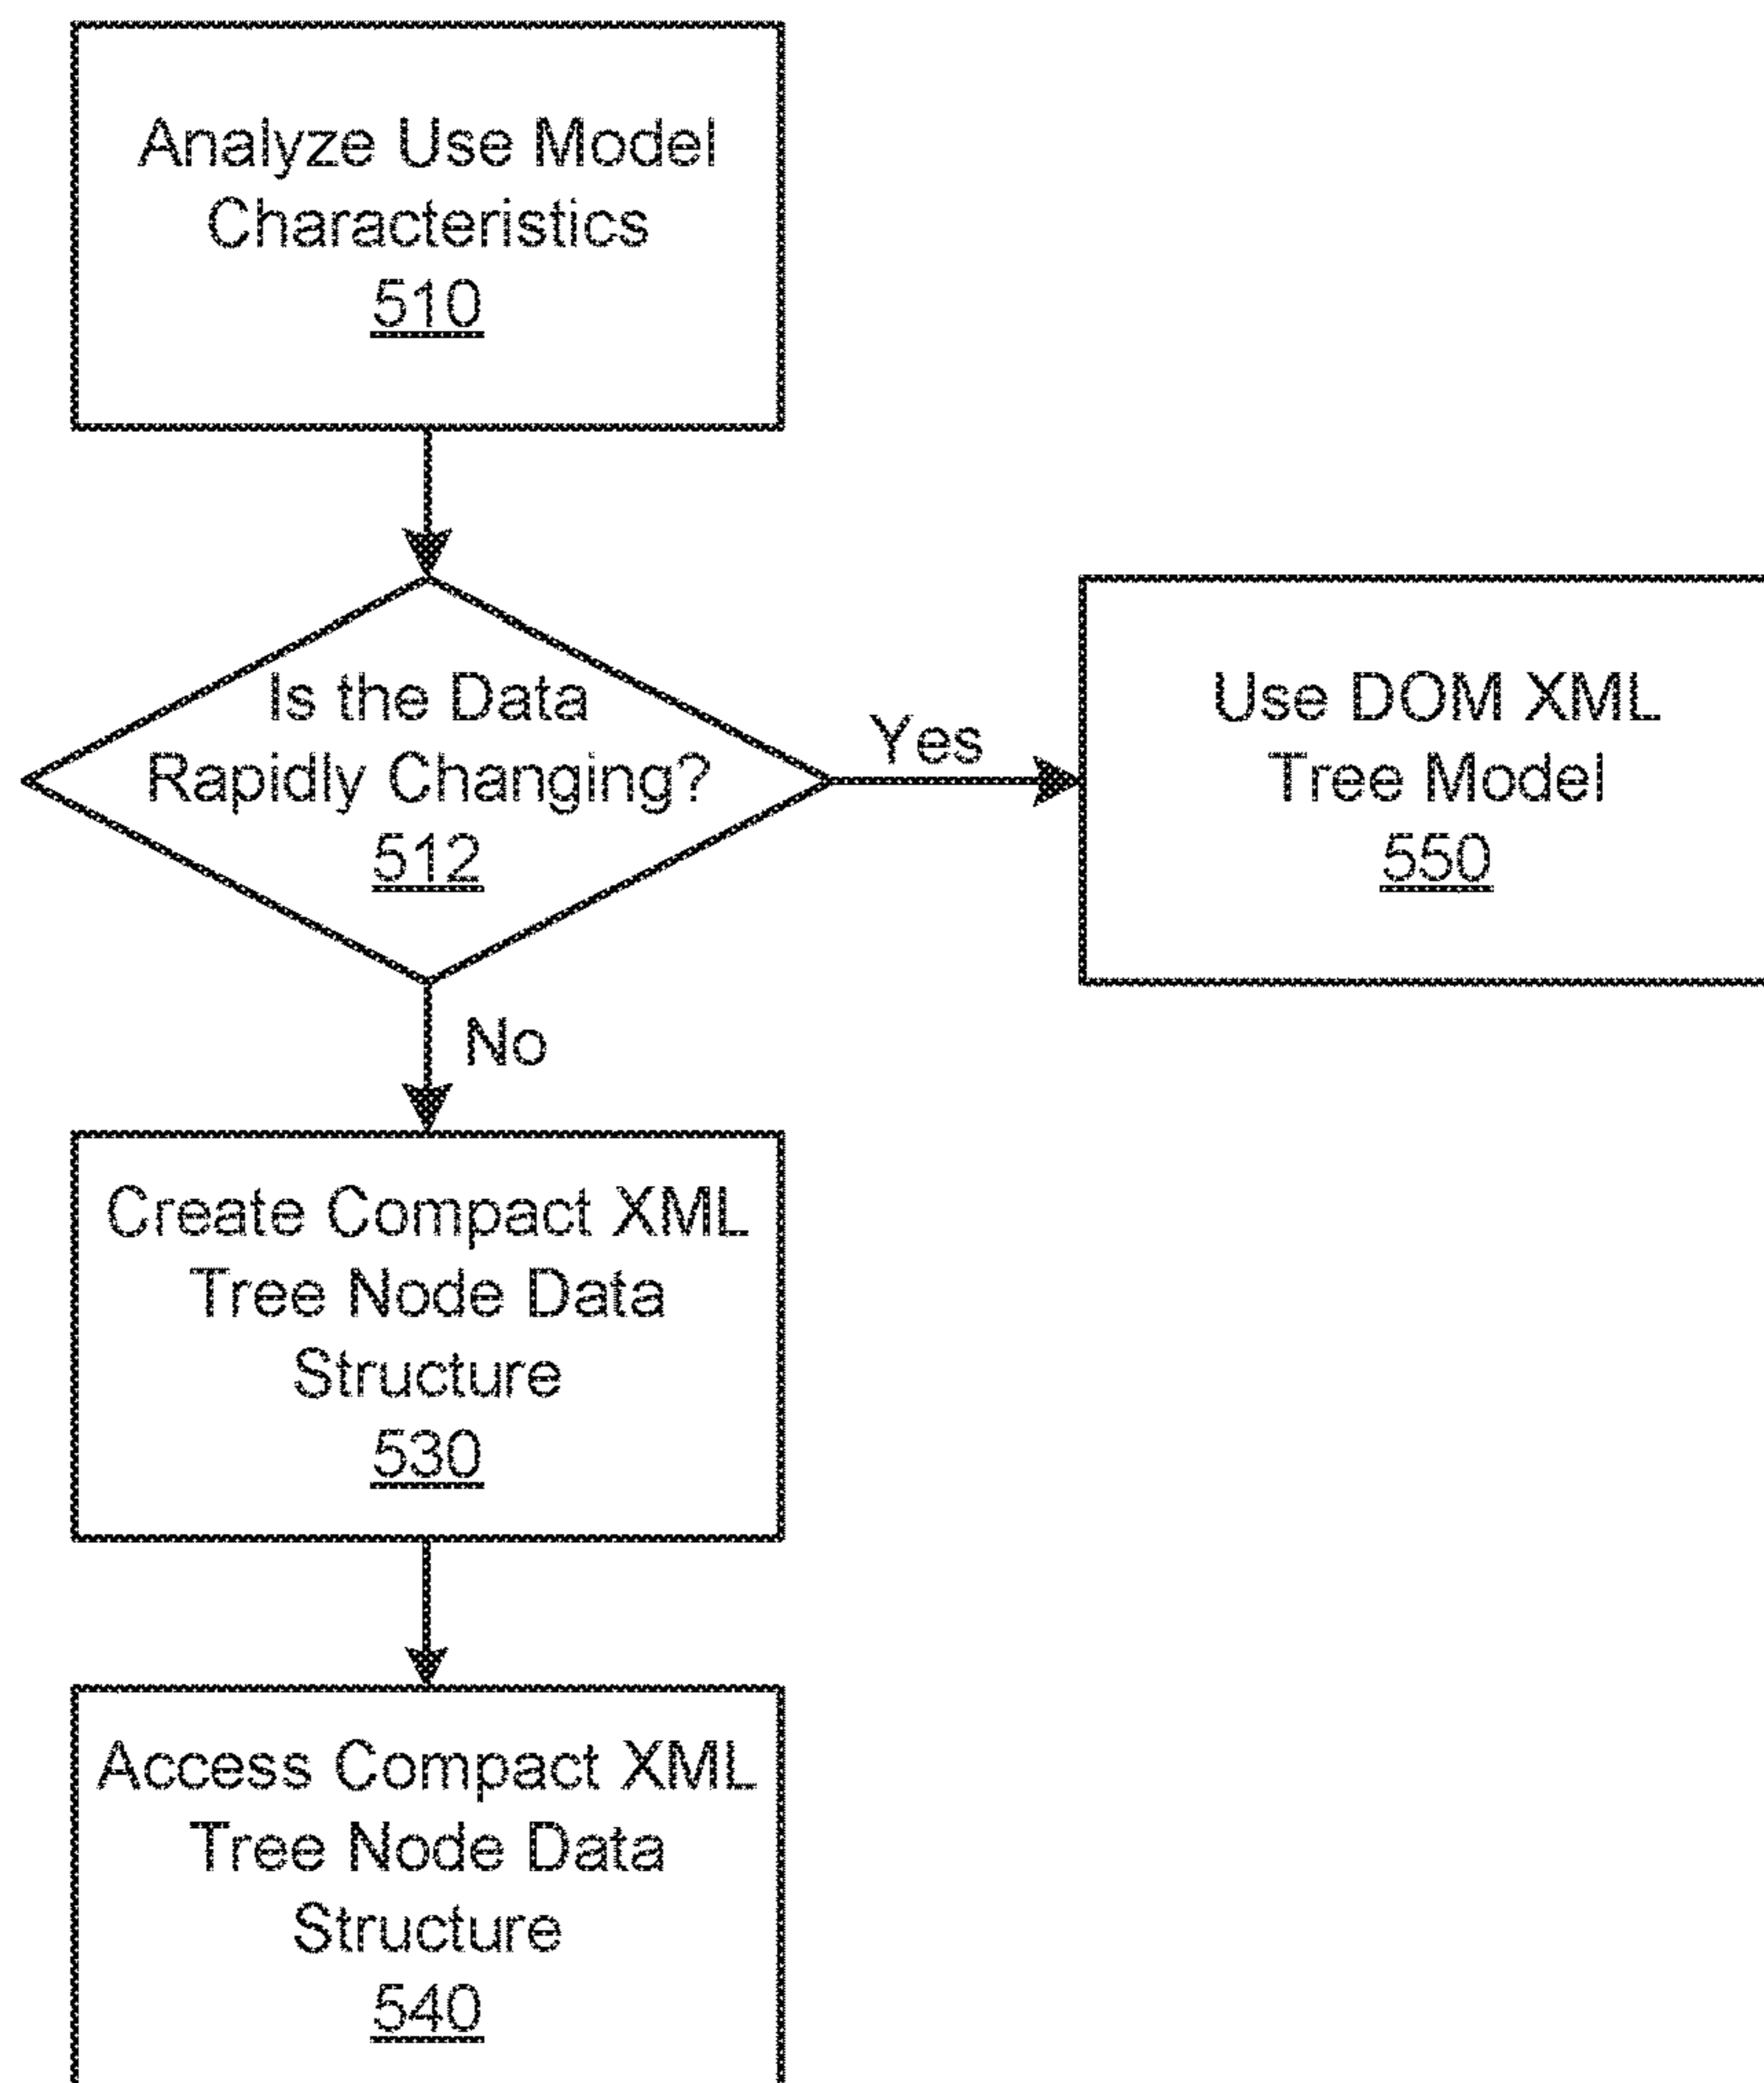 Analyze Use Model
Characteristics
510
Is the Data
Rapidly Changing?
512
Yes
Use DOM XML
Tree Model
550
No
Create Compact XML
Tree Node Data
Structure
530
Access Compact XML
Tree Node Data
Structure
540